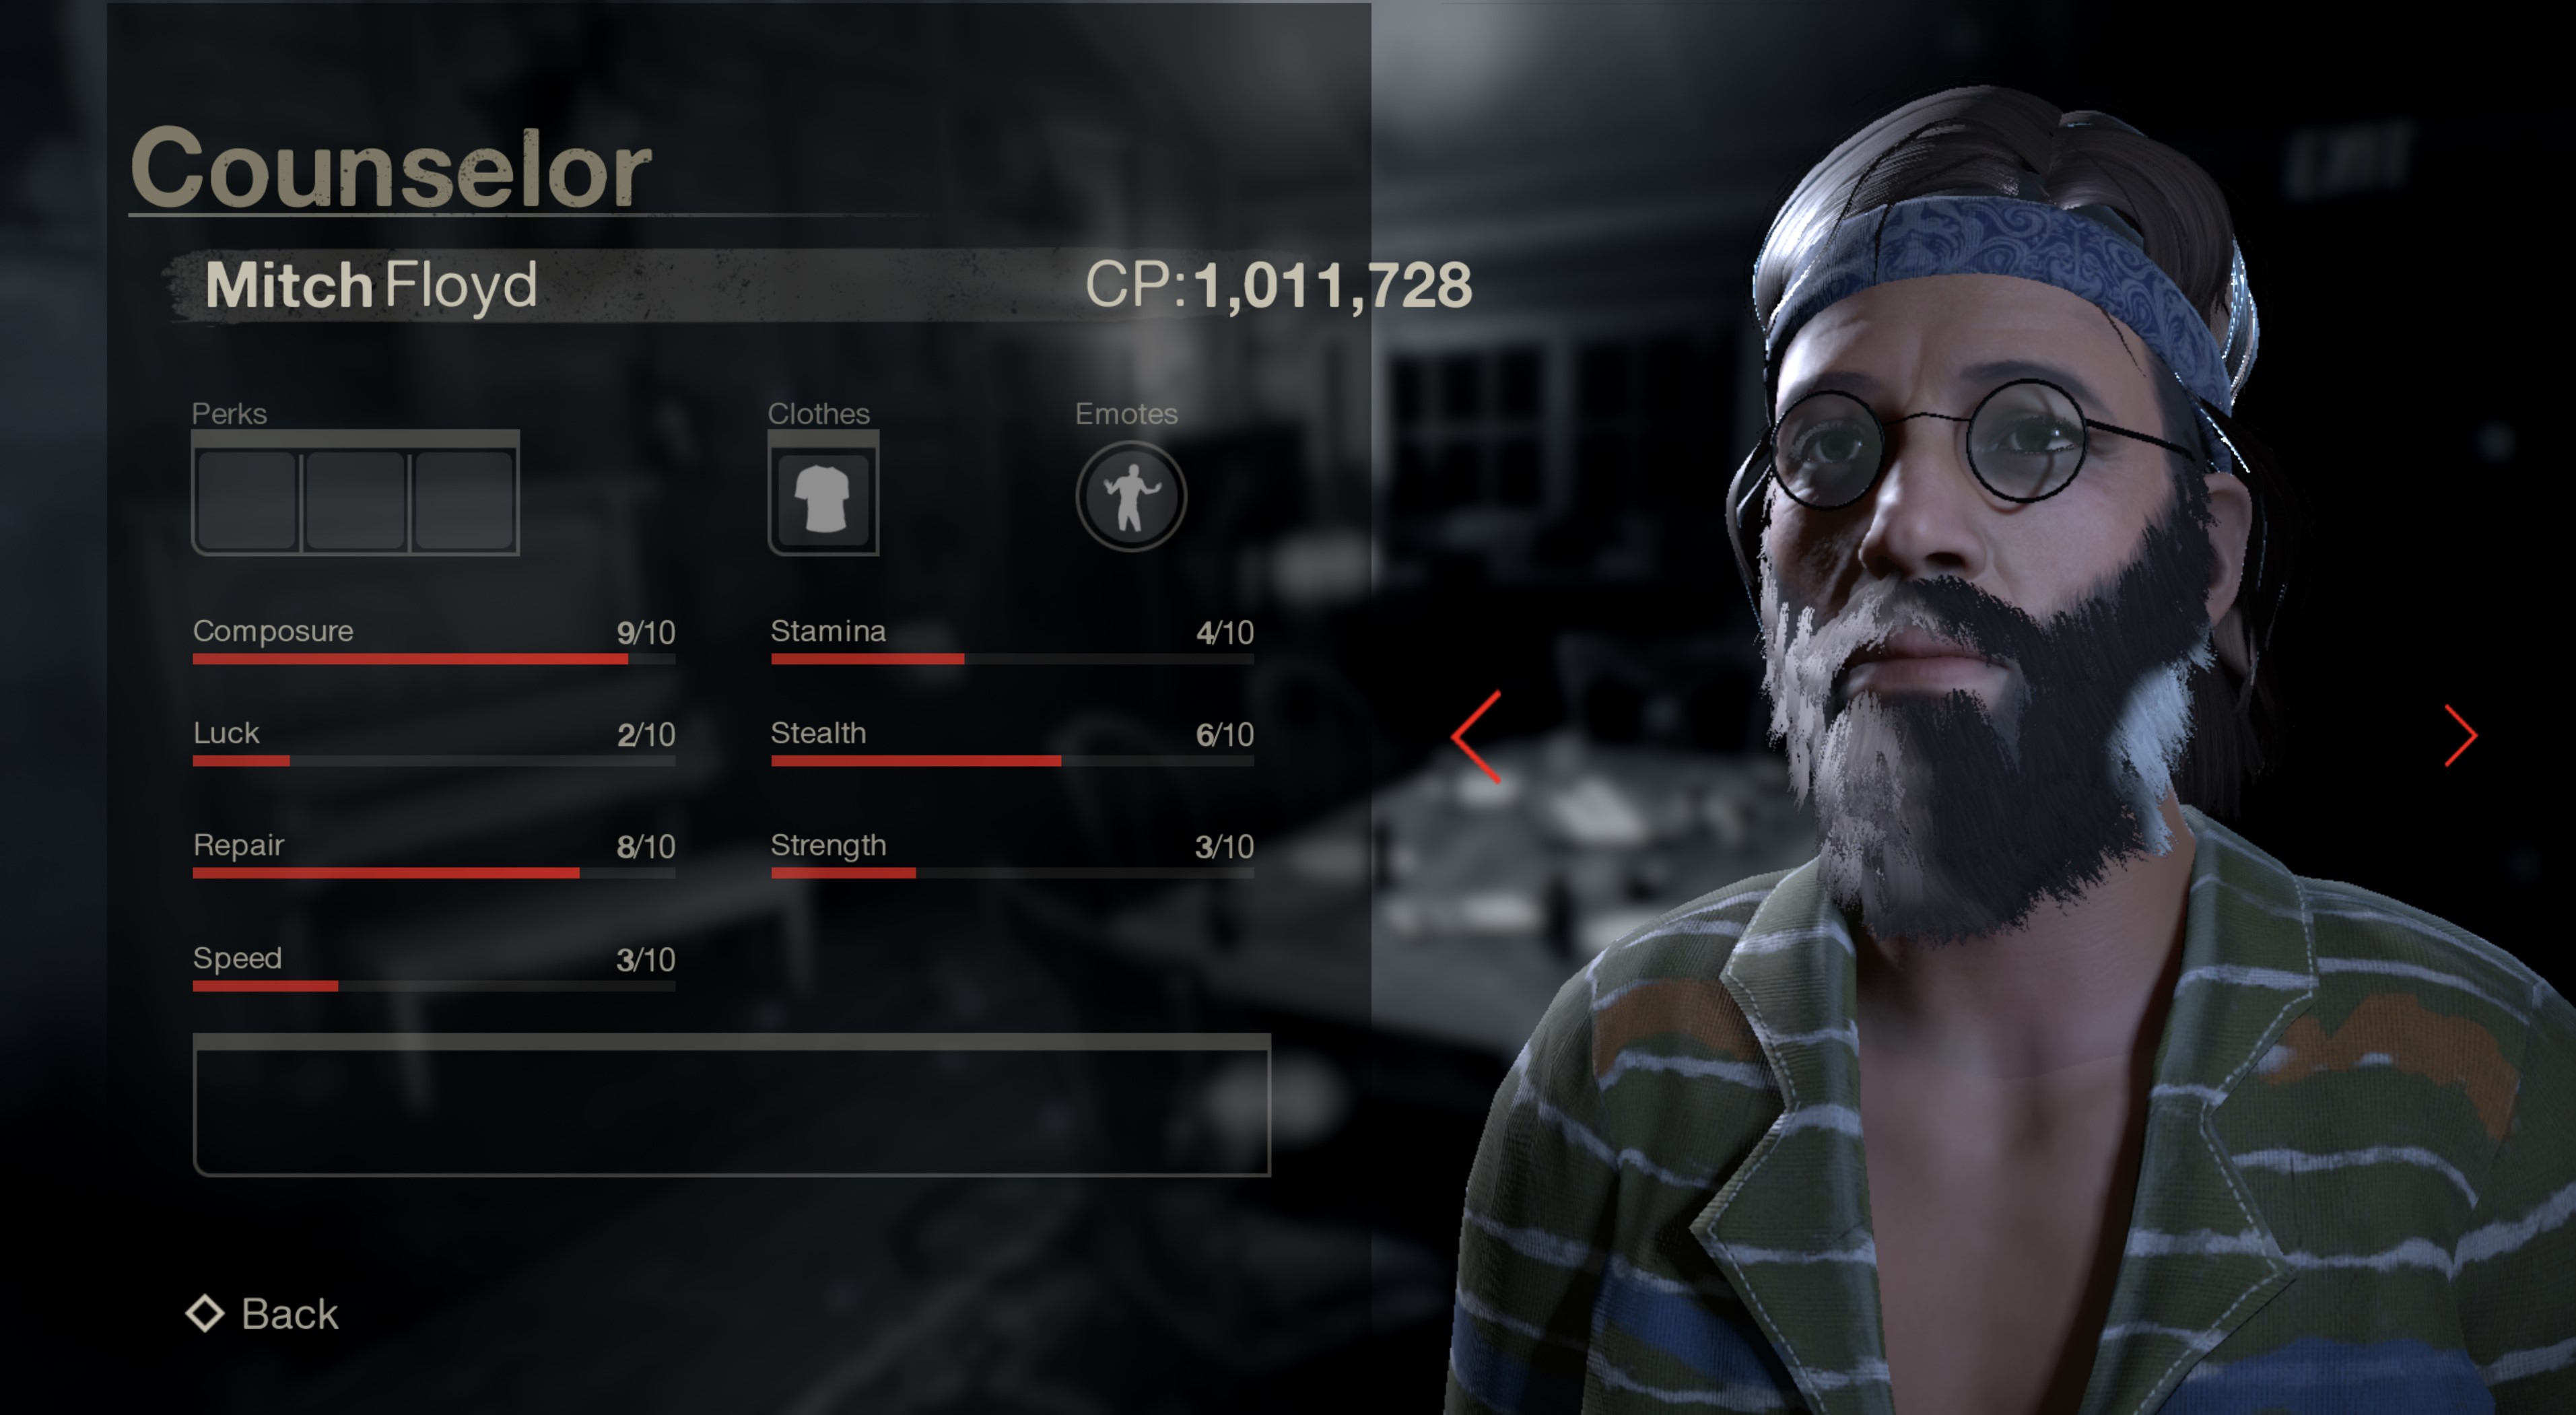 Counselor
Mitch Floyd CP:1,011,728
Perks Clothes Emotes
Composure 9/10 Stamina 4/10
Luck 2/10 Stealth 6/10
Repair 8/10 Strength 3/10
Speed 3/10
Back